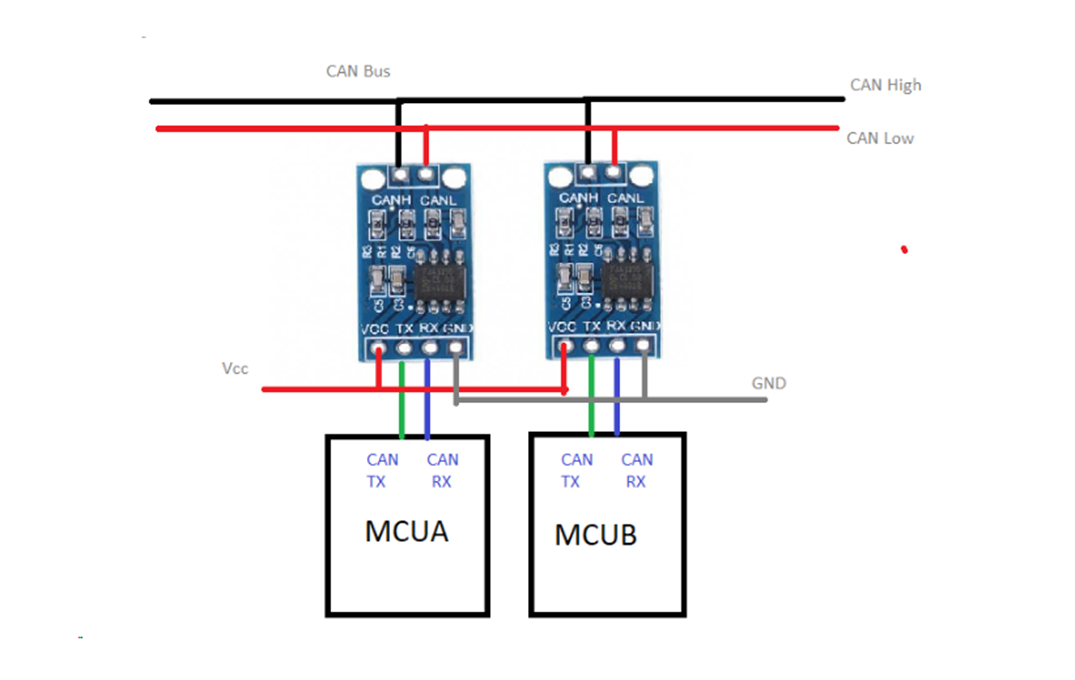 CAN Bus
CAN High
CAN Low
CANH CANL
CANH CANL
R3 R1 R2 C6
R3 R1 R2 C6
C5 C3
C5 C3
VCC TX RX GND
VCC TX RX GND
Vcc
GND
CAN CAN
TX RX
CAN CAN
TX RX
MCUA
MCUB